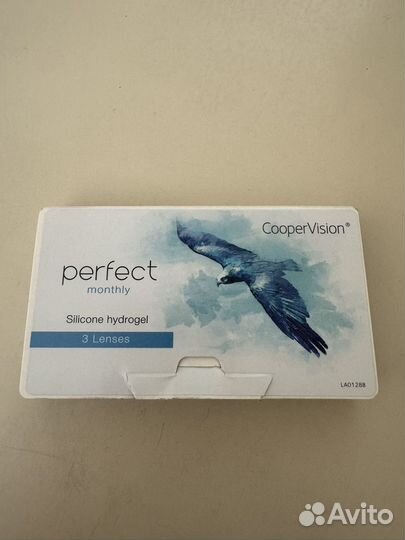 CooperVision®
perfect
monthly
Silicone hydrogel
3 Lenses
LA01288
Avito